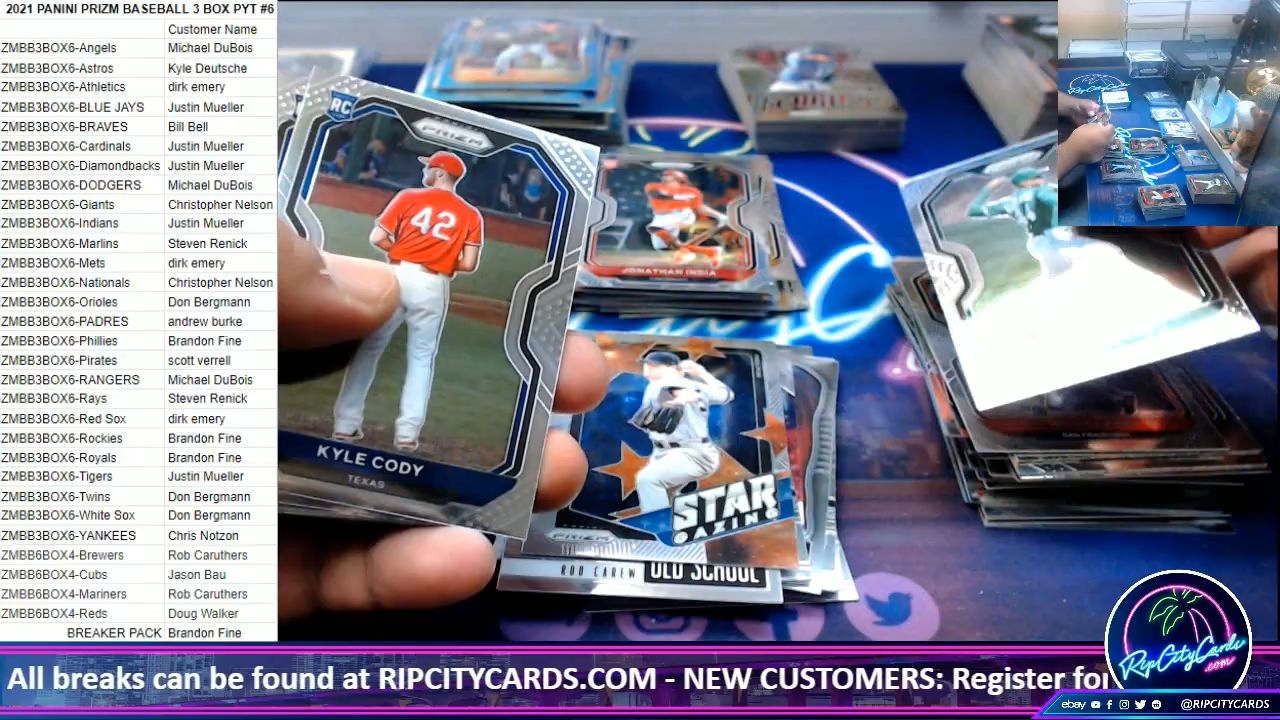 2021 PANINI PRIZM BASEBALL 3 BOX PYT #6
Customer Name
ZMBB3BOX6-Angels Michael DuBois
ZMBB3BOX6-Astros Kyle Deutsche
ZMBB3BOX6-Athletics dirk emery
ZMBB3BOX6-BLUE JAYS Justin Mueller
ZMBB3BOX6-BRAVES Bill Bell
ZMBB3BOX6-Cardinals Justin Mueller
ZMBB3BOX6-Diamondbacks Justin Mueller
ZMBB3BOX6-DODGERS Michael DuBois
ZMBB3BOX6-Giants Christopher Nelson
ZMBB3BOX6-Indians Justin Mueller
ZMBB3BOX6-Marlins Steven Renick
ZMBB3BOX6-Mets dirk emery
ZMBB3BOX6-Nationals Christopher Nelson
ZMBB3BOX6-Orioles Don Bergmann
ZMBB3BOX6-PADRES andrew burke
ZMBB3BOX6-Phillies Brandon Fine
ZMBB3BOX6-Pirates scott verrell
ZMBB3BOX6-RANGERS Michael DuBois
ZMBB3BOX6-Rays Steven Renick
ZMBB3BOX6-Red Sox dirk emery
ZMBB3BOX6-Rockies Brandon Fine
ZMBB3BOX6-Royals Brandon Fine
ZMBB3BOX6-Tigers Justin Mueller
ZMBB3BOX6-Twins Don Bergmann
ZMBB3BOX6-White Sox Don Bergmann
ZMBB3BOX6-YANKEES Chris Notzon
ZMBB6BOX4-Brewers Rob Caruthers
ZMBB6BOX4-Cubs Jason Bau
ZMBB6BOX4-Mariners Rob Caruthers
ZMBB6BOX4-Reds Doug Walker
BREAKER PACK Brandon Fine
RC
PRIZM
42
KYLE CODY
TEXAS
JONATHAN INDIA
STAR
GAZING
PRIZM
ROD CAREW OLD SCHOOL
All breaks can be found at RIPCITYCARDS.COM - NEW CUSTOMERS: Register for
RipCityCards
.com
ebay @RIPCITYCARDS